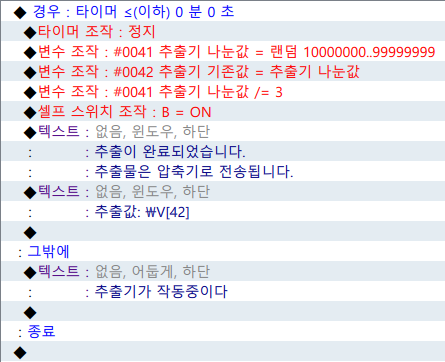 ◆ 경우 : 타이머 ≤(이하) 0 분 0 초
◆타이머 조작 : 정지
◆변수 조작 : #0041 추출기 나눈값 = 랜덤 10000000..99999999
◆변수 조작 : #0042 추출기 기존값 = 추출기 나눈값
◆변수 조작 : #0041 추출기 나눈값 /= 3
◆셀프 스위치 조작 : B = ON
◆텍스트 : 없음, 윈도우, 하단
: : 추출이 완료되었습니다.
: : 추출물은 압축기로 전송됩니다.
◆텍스트 : 없음, 윈도우, 하단
: : 추출값: ₩V[42]
◆
: 그밖에
◆텍스트 : 없음, 어둡게, 하단
: : 추출기가 작동중이다
◆
: 종료
◆